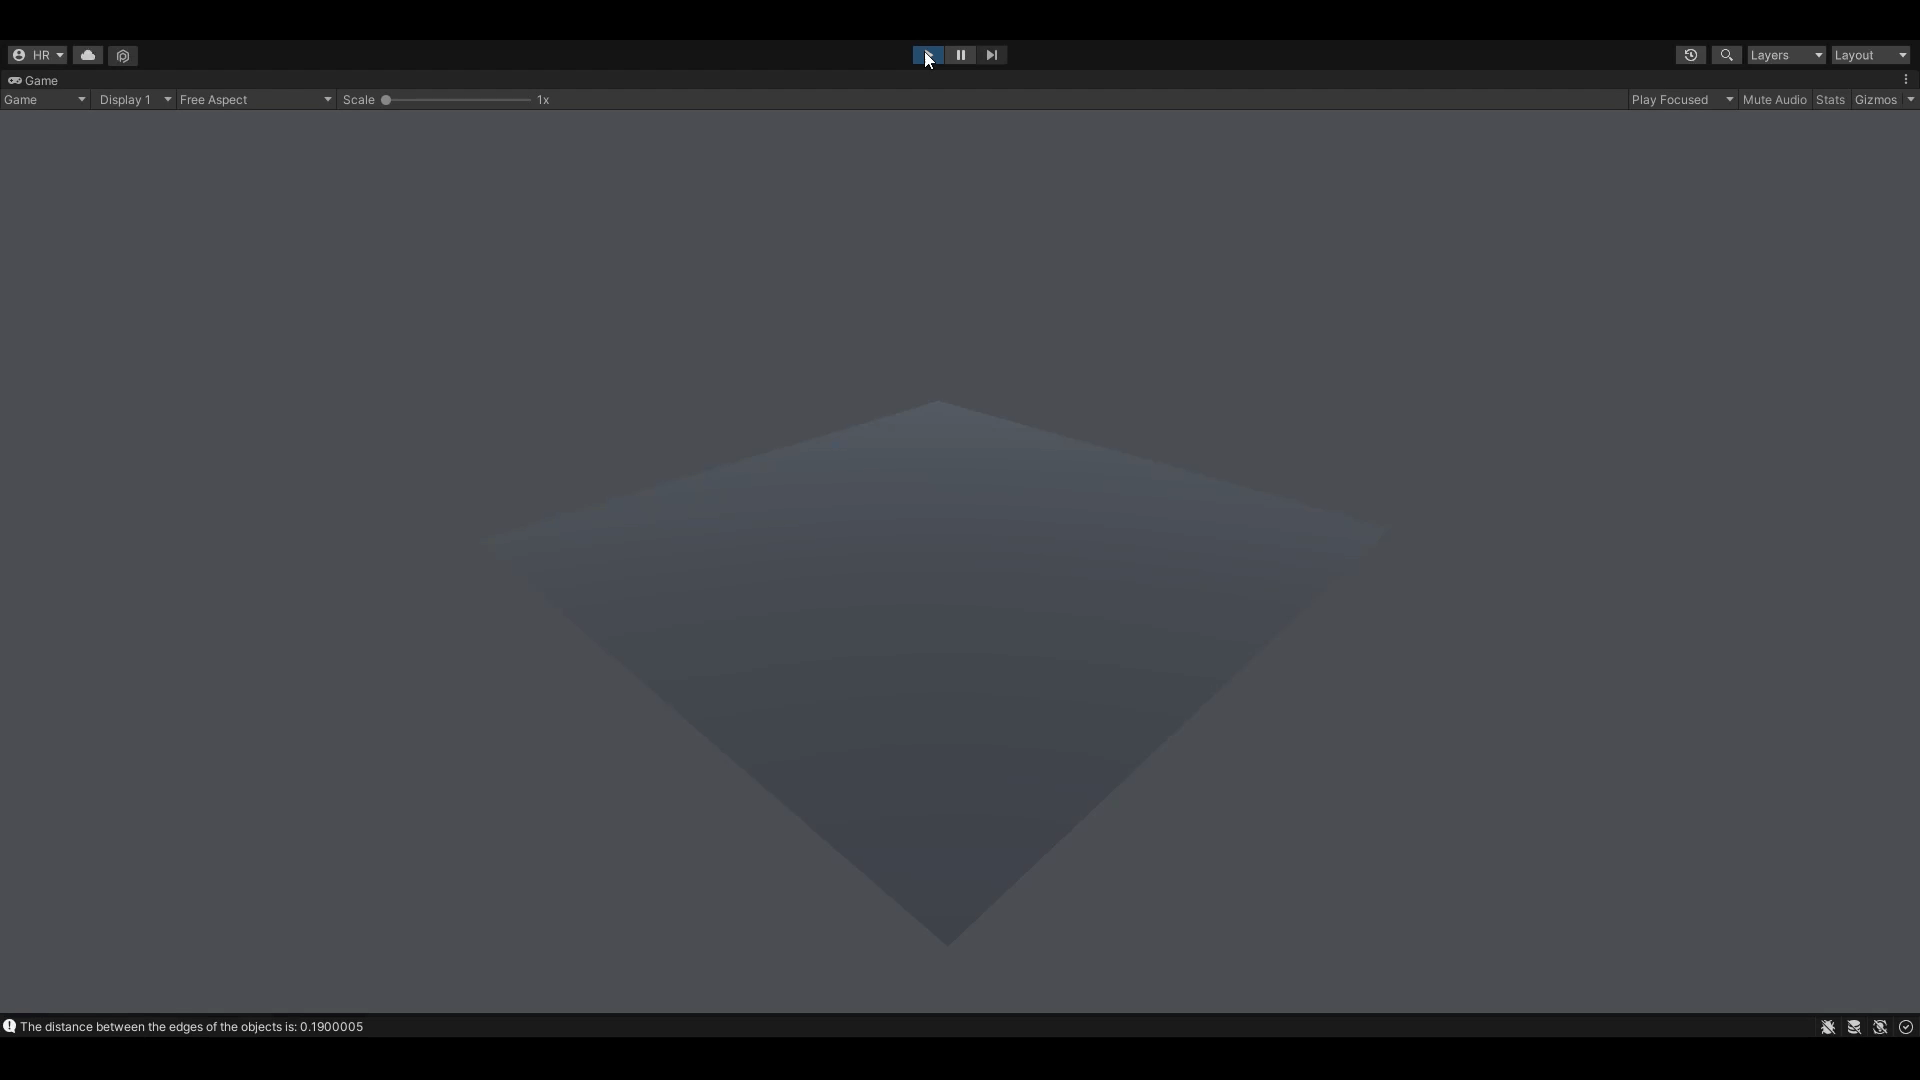 HR
Layers
Layout
Game
Game
Display 1
Free Aspect
Scale
1x
Play Focused
Mute Audio
Stats
Gizmos
The distance between the edges of the objects is: 0.1900005